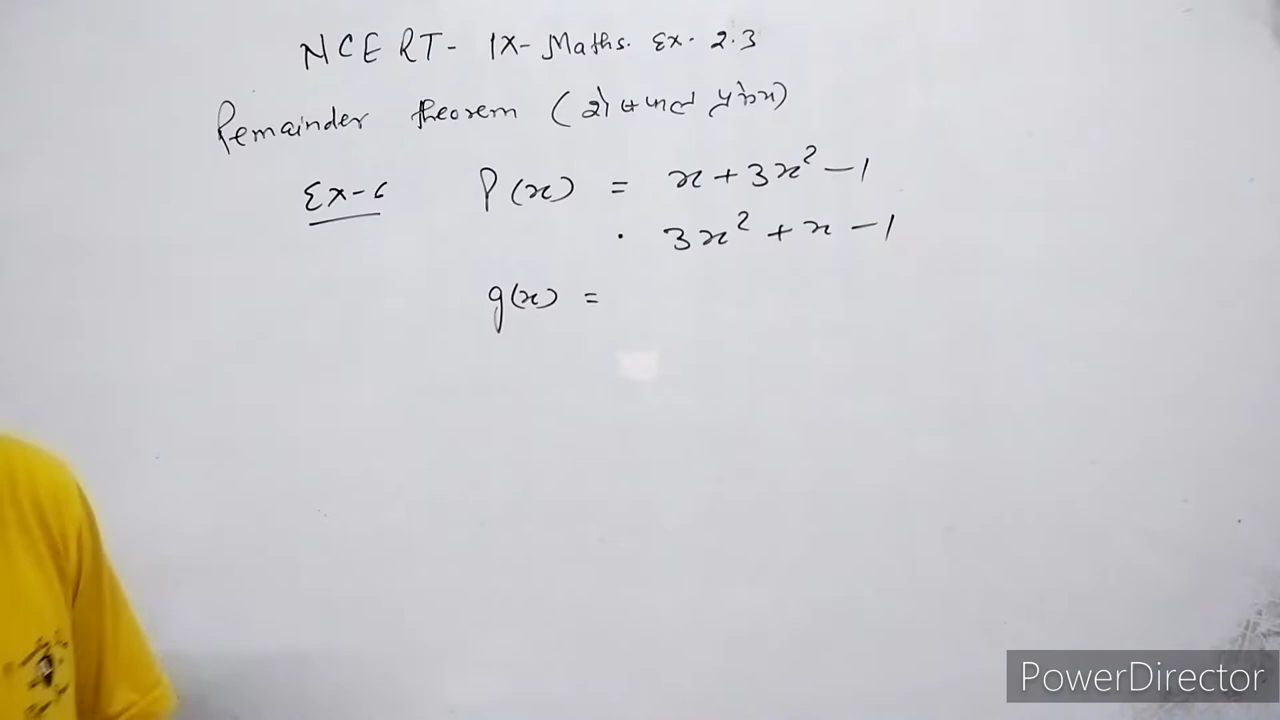 NCERT- IX- Maths. Ex- 2.3
Remainder theorem (
Ex-6 P(x) = x + 3x² - 1
. 3x² + x - 1
g(x) =
PowerDirector